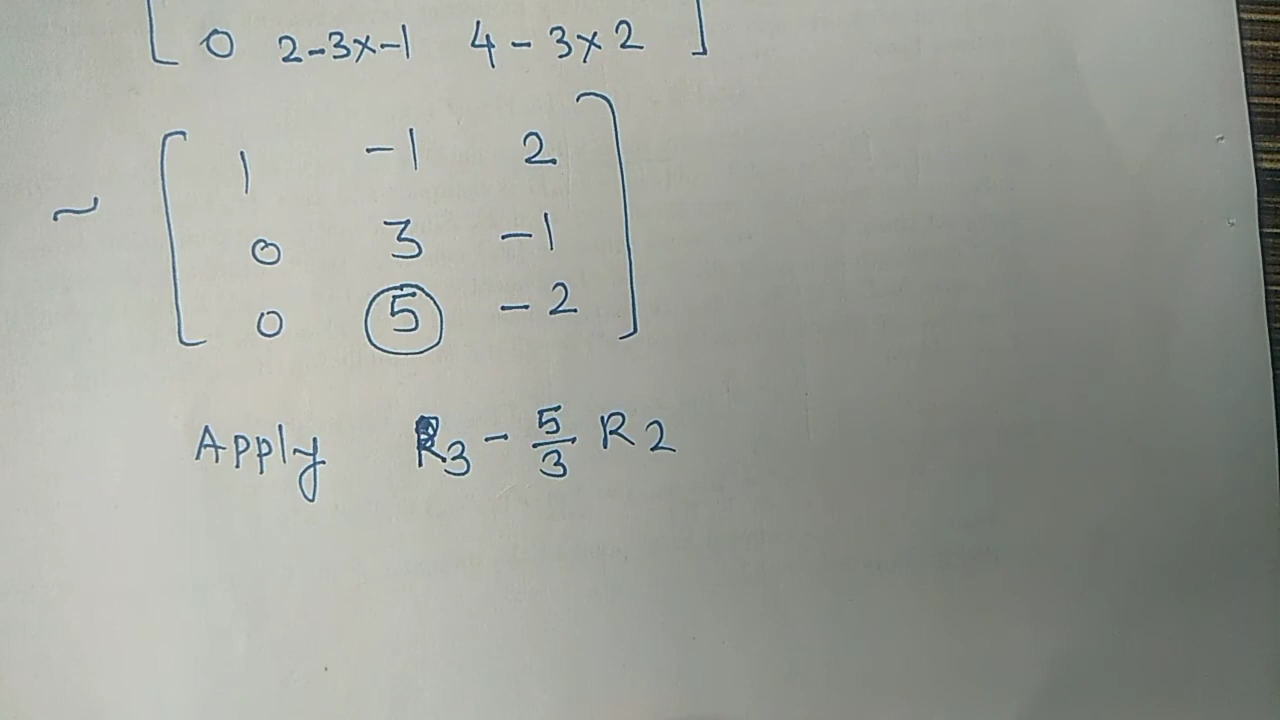 0 2-3x-1 4-3x2
1 -1 2
~ 0 3 -1
0 5 -2
Apply R3 - 5/3 R2